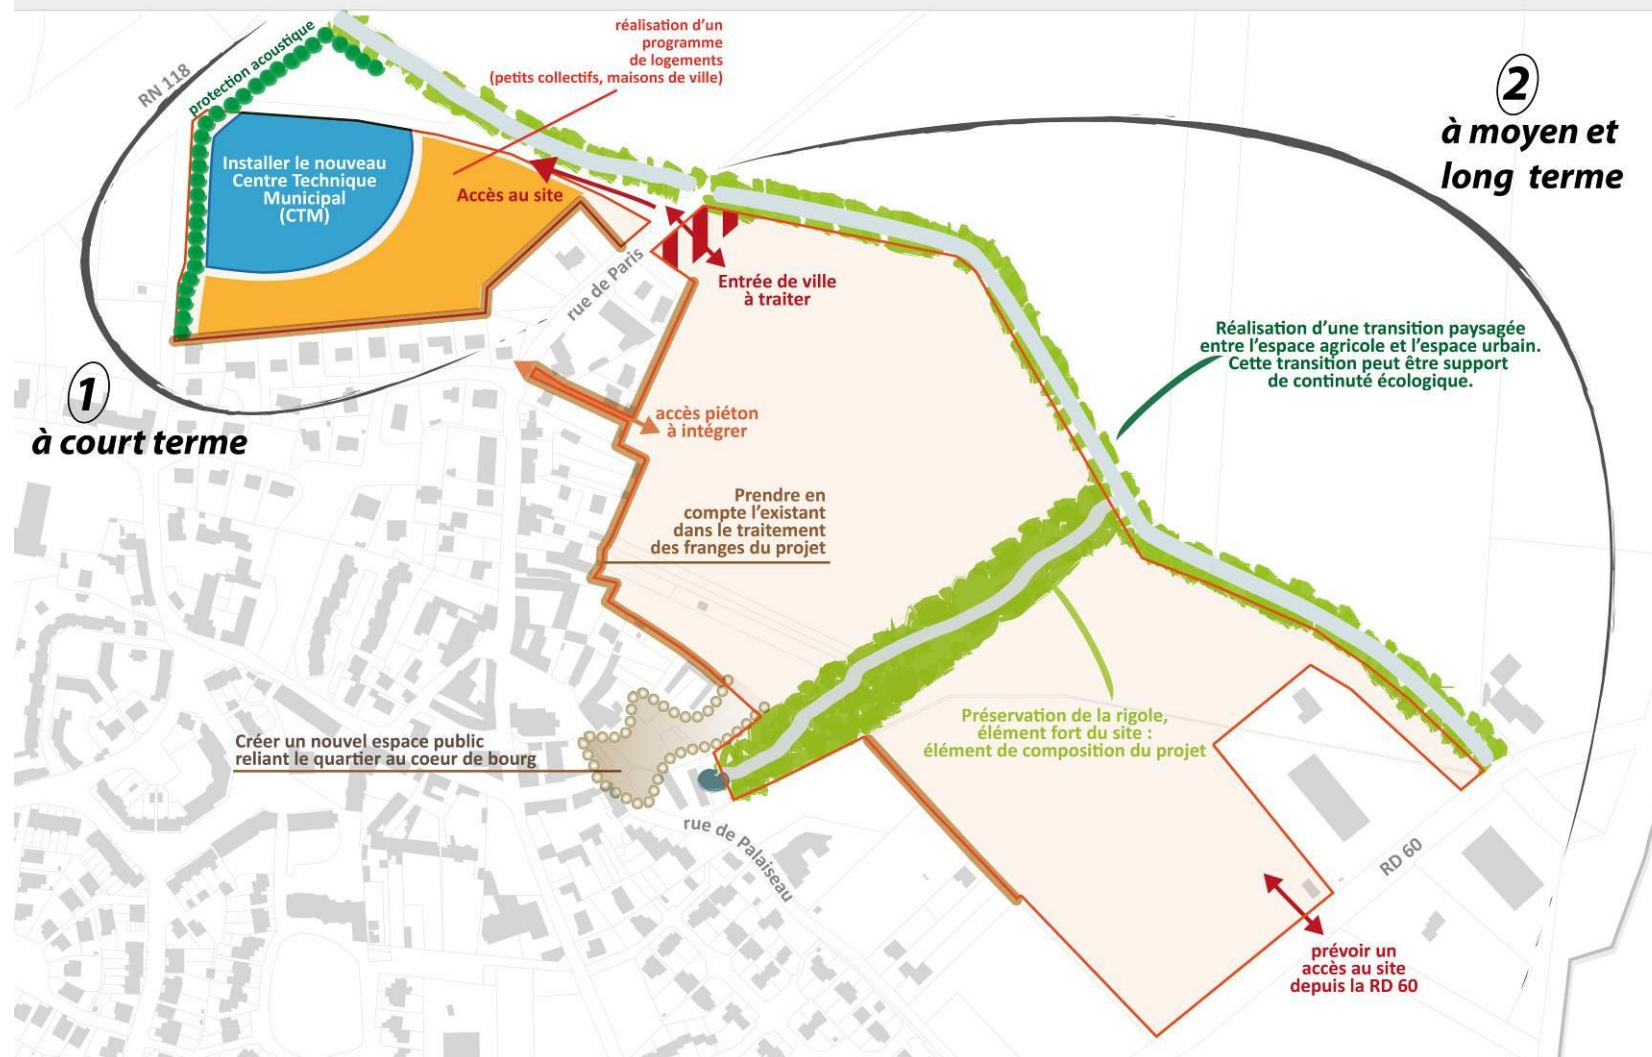 réalisation d'un
programme
de logements
(petits collectifs, maisons de ville)
RN 118
protection acoustique
Installer le nouveau
Centre Technique
Municipal
(CTM)
Accès au site
2
à moyen et
long terme
rue de Paris
Entrée de ville
à traiter
Réalisation d'une transition paysagée
entre l'espace agricole et l'espace urbain.
Cette transition peut être support
de continuté écologique.
1
à court terme
accès piéton
à intégrer
Prendre en
compte l'existant
dans le traitement
des franges du projet
Préservation de la rigole,
élément fort du site :
élément de composition du projet
Créer un nouvel espace public
reliant le quartier au coeur de bourg
rue de Palaiseau
RD 60
prévoir un
accès au site
depuis la RD 60